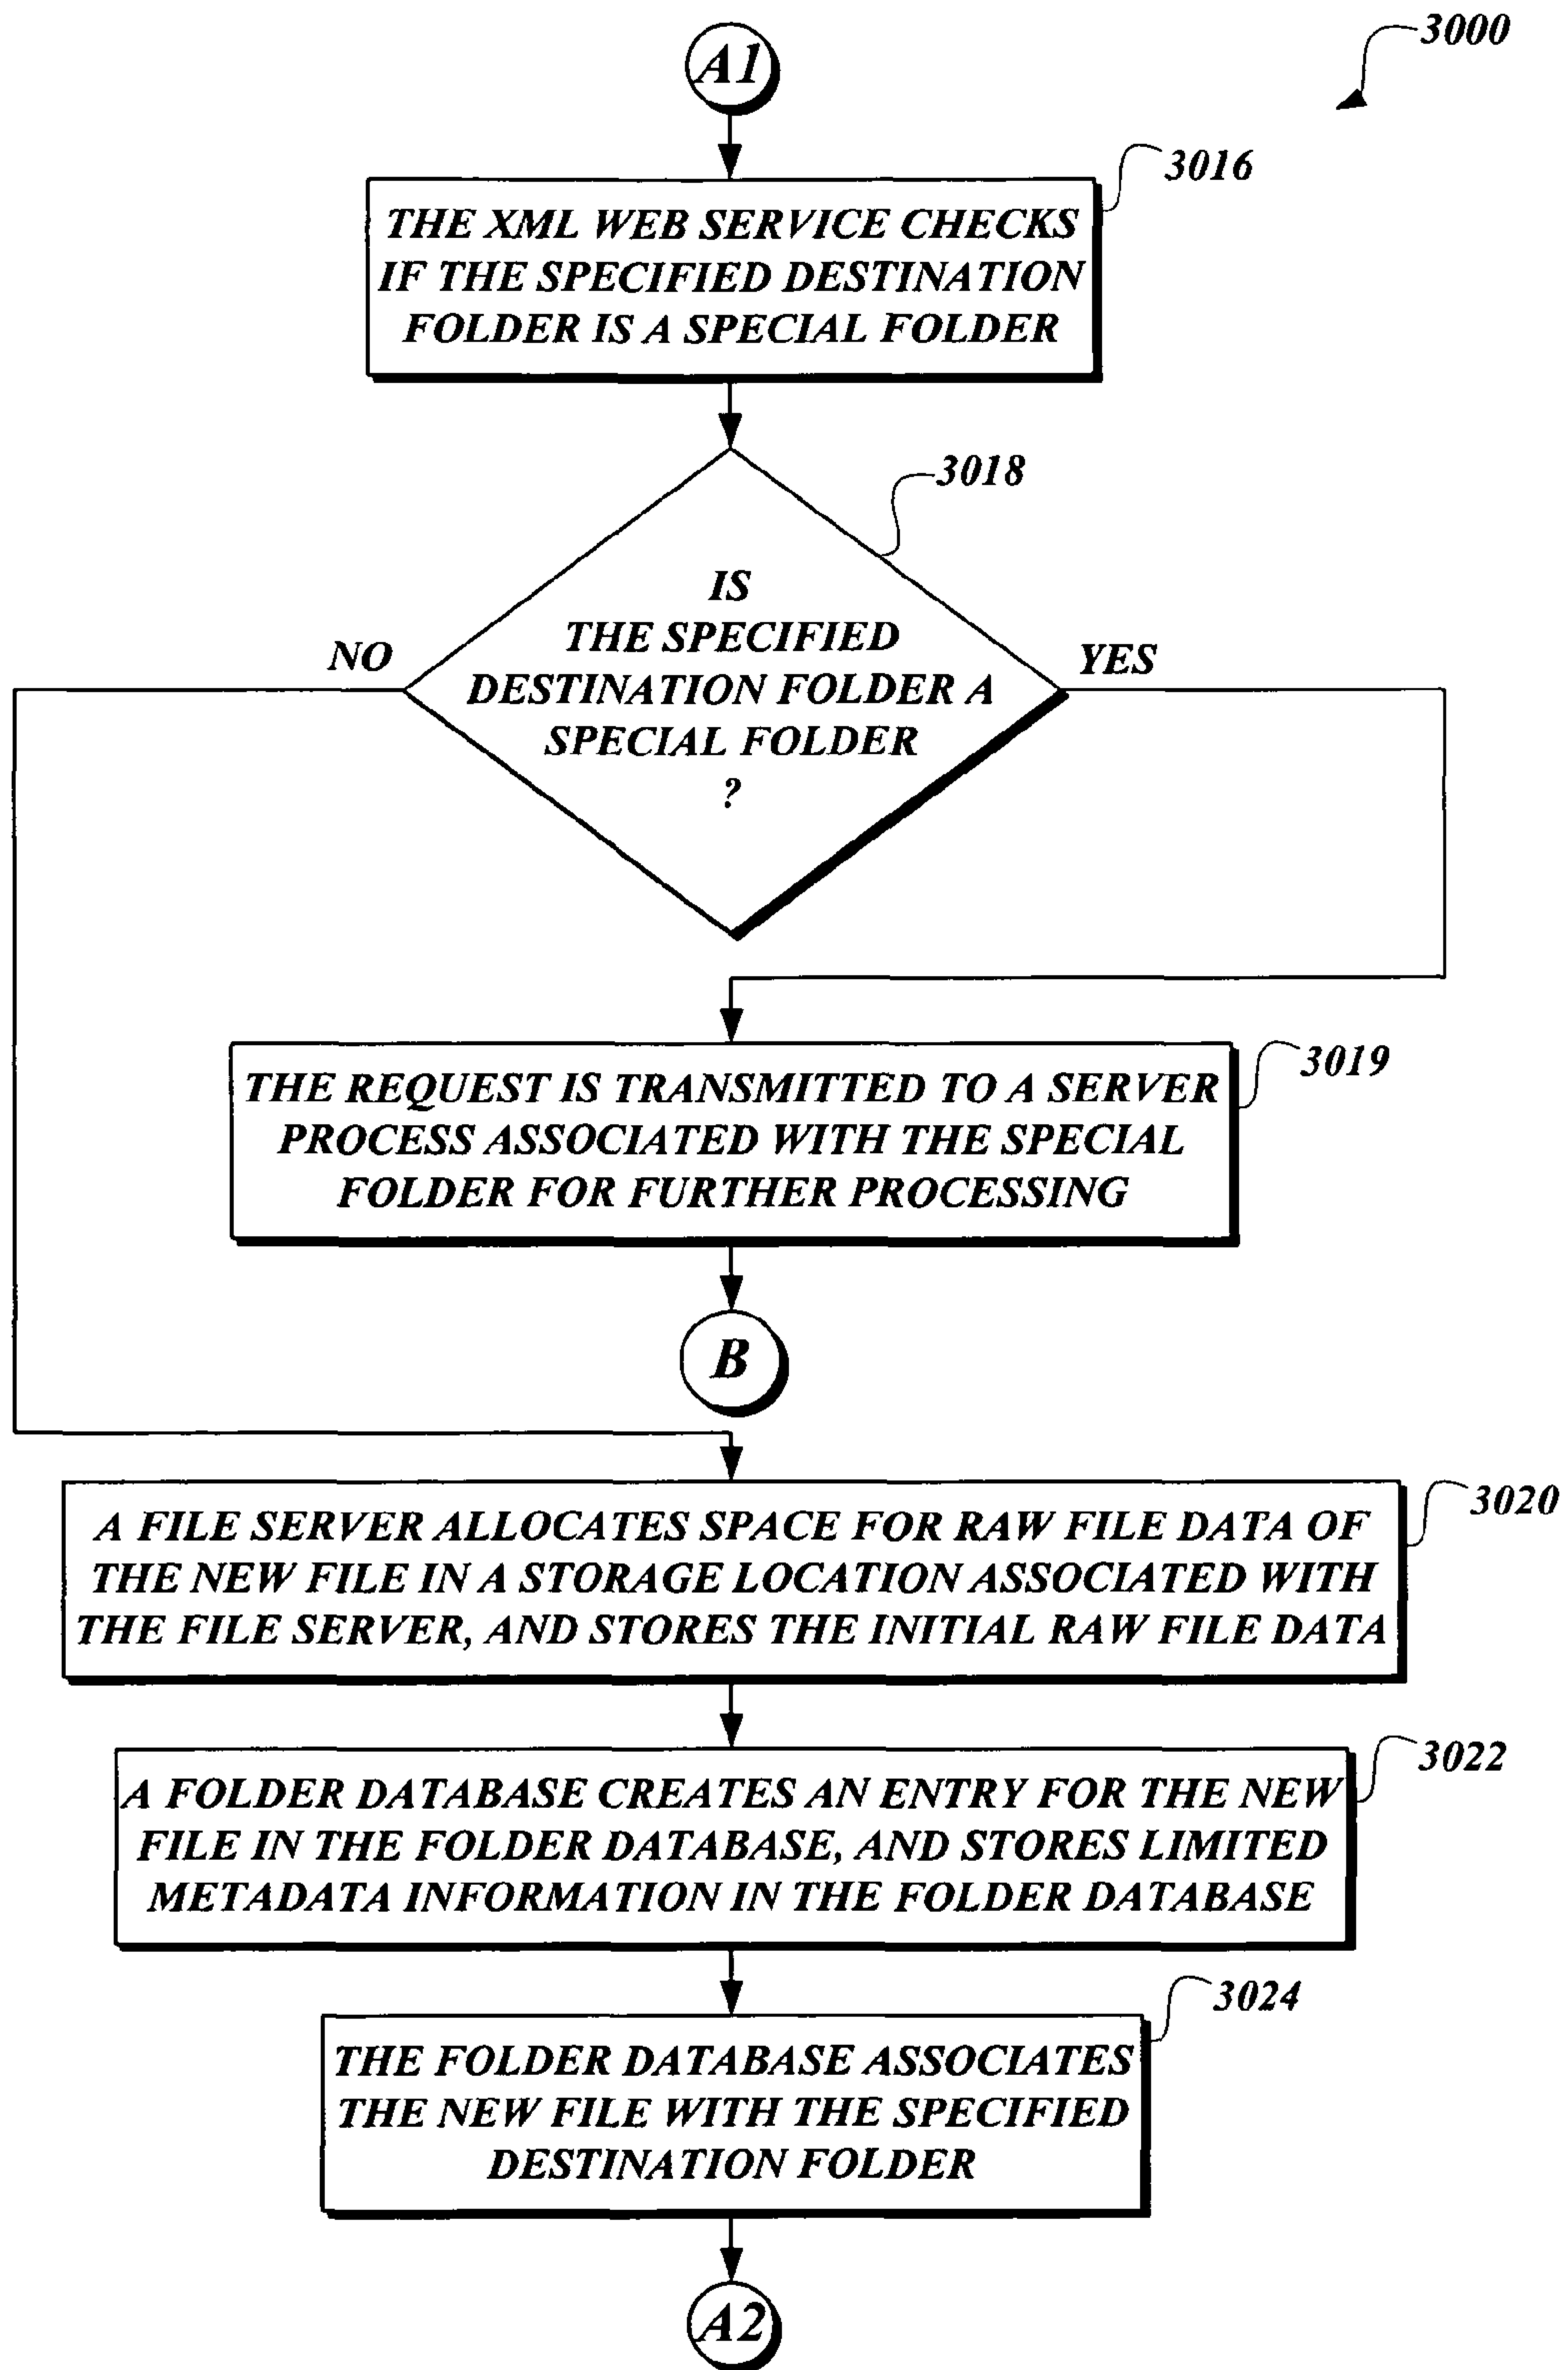 A1
3000
3016
THE XML WEB SERVICE CHECKS
IF THE SPECIFIED DESTINATION
FOLDER IS A SPECIAL FOLDER
3018
IS
THE SPECIFIED
DESTINATION FOLDER A
SPECIAL FOLDER
?
NO
YES
3019
THE REQUEST IS TRANSMITTED TO A SERVER
PROCESS ASSOCIATED WITH THE SPECIAL
FOLDER FOR FURTHER PROCESSING
B
3020
A FILE SERVER ALLOCATES SPACE FOR RAW FILE DATA OF
THE NEW FILE IN A STORAGE LOCATION ASSOCIATED WITH
THE FILE SERVER, AND STORES THE INITIAL RAW FILE DATA
3022
A FOLDER DATABASE CREATES AN ENTRY FOR THE NEW
FILE IN THE FOLDER DATABASE, AND STORES LIMITED
METADATA INFORMATION IN THE FOLDER DATABASE
3024
THE FOLDER DATABASE ASSOCIATES
THE NEW FILE WITH THE SPECIFIED
DESTINATION FOLDER
A2